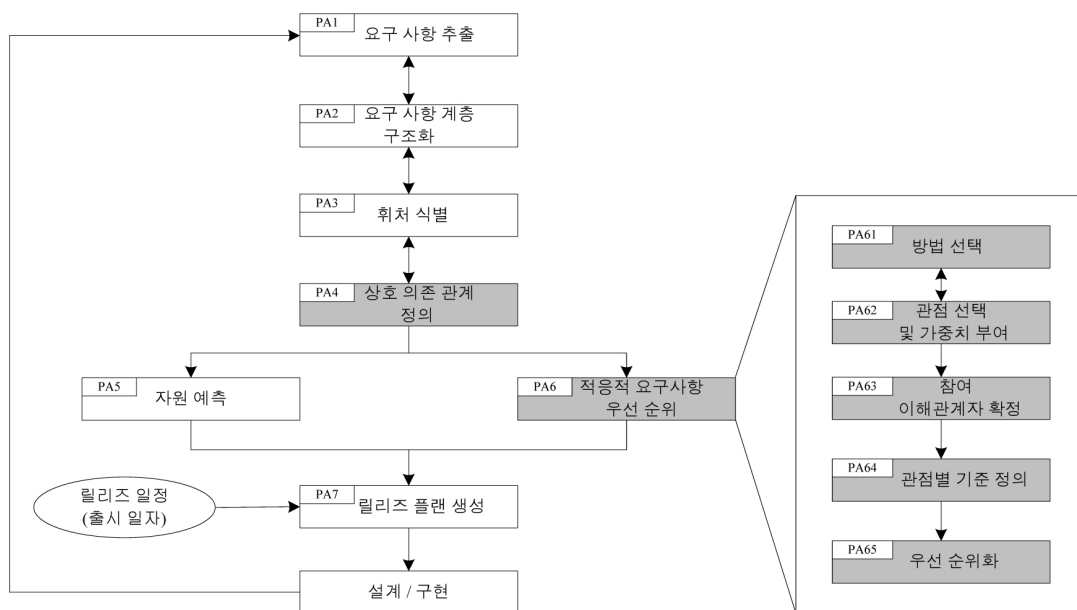 PA1
요구 사항 추출
PA2
요구 사항 계층
구조화
PA3
휘처 식별
PA4
상호 의존 관계
정의
PA5
자원 예측
PA6
적응적 요구사항
우선 순위
릴리즈 일정
(출시 일자)
PA7
릴리즈 플랜 생성
설계 / 구현
PA61
방법 선택
PA62
관점 선택
및 가중치 부여
PA63
참여
이해관계자 확정
PA64
관점별 기준 정의
PA65
우선 순위화